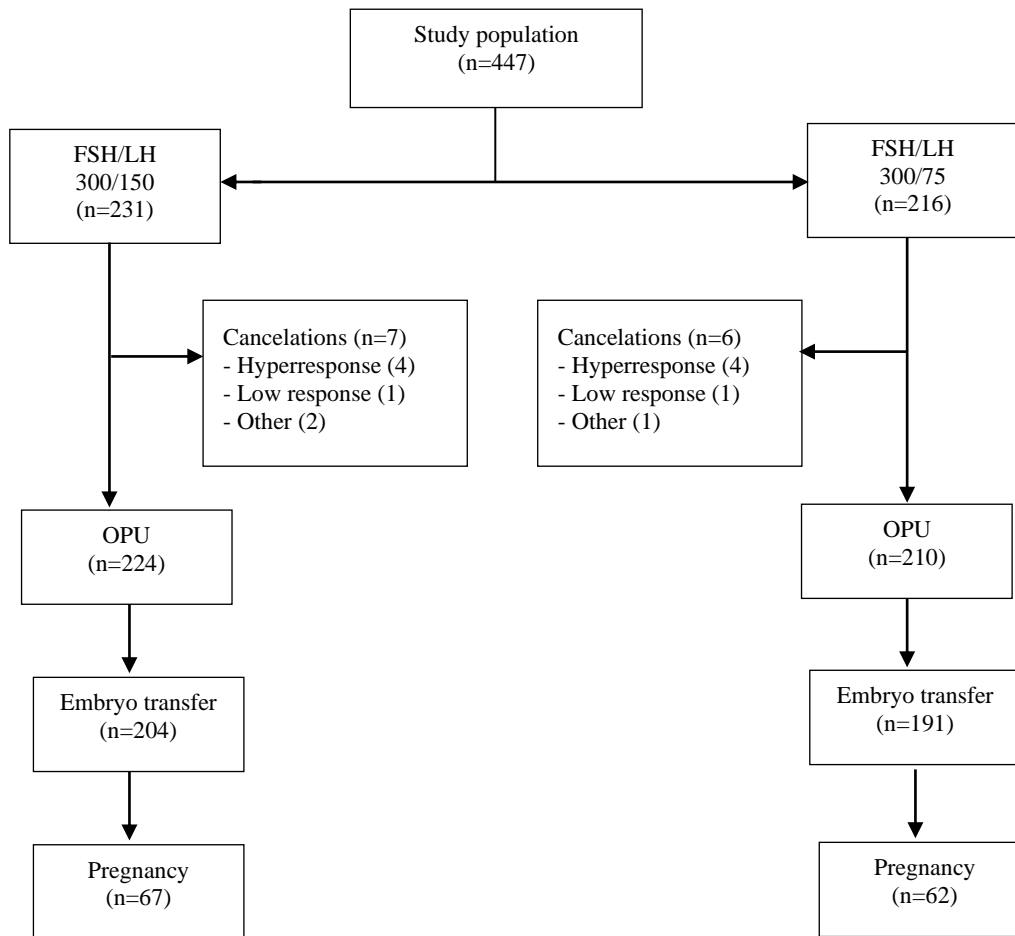 Study population
(n=447)
FSH/LH
300/150
(n=231)
FSH/LH
300/75
(n=216)
Cancelations (n=7)
- Hyperresponse (4)
- Low response (1)
- Other (2)
Cancelations (n=6)
- Hyperresponse (4)
- Low response (1)
- Other (1)
OPU
(n=224)
OPU
(n=210)
Embryo transfer
(n=204)
Embryo transfer
(n=191)
Pregnancy
(n=67)
Pregnancy
(n=62)